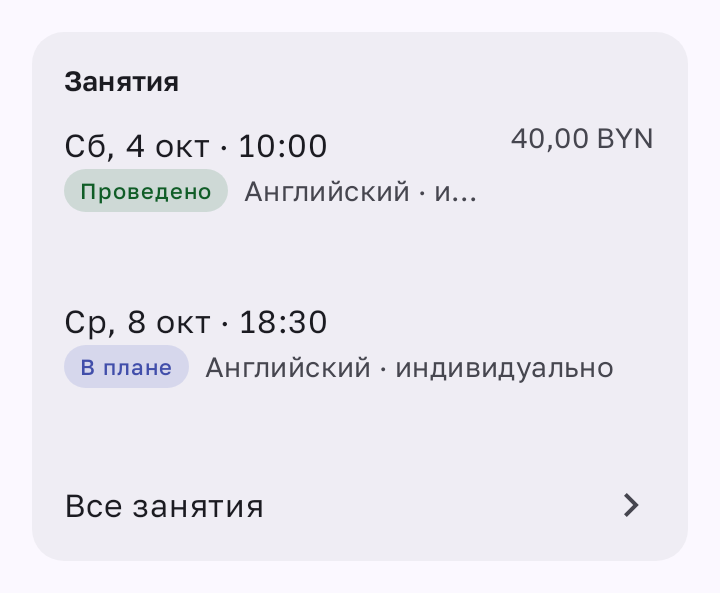 Занятия
Сб, 4 окт · 10:00 40,00 BYN
Проведено Английский · и...
Ср, 8 окт · 18:30
В плане Английский · индивидуально
Все занятия